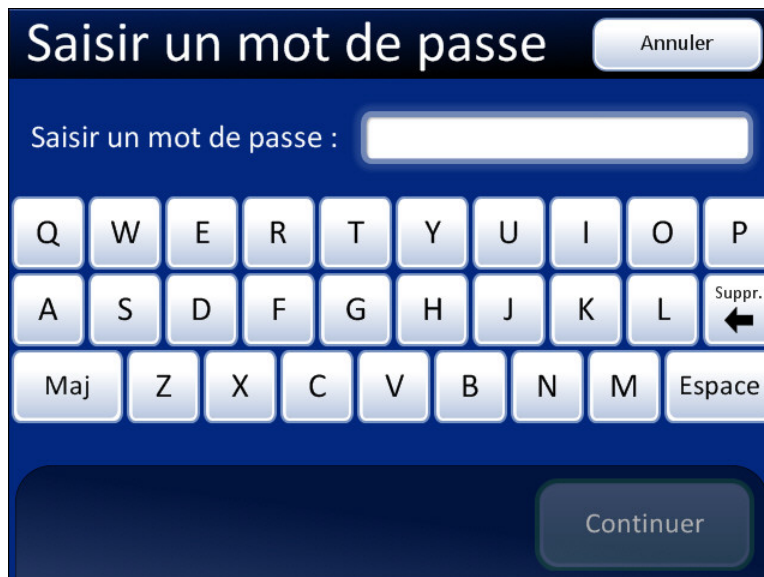 Saisir un mot de passe Annuler
Saisir un mot de passe :
Q W E R T Y U I O P
Suppr.
A S D F G H J K L
Maj Z X C V B N M Espace
Continuer